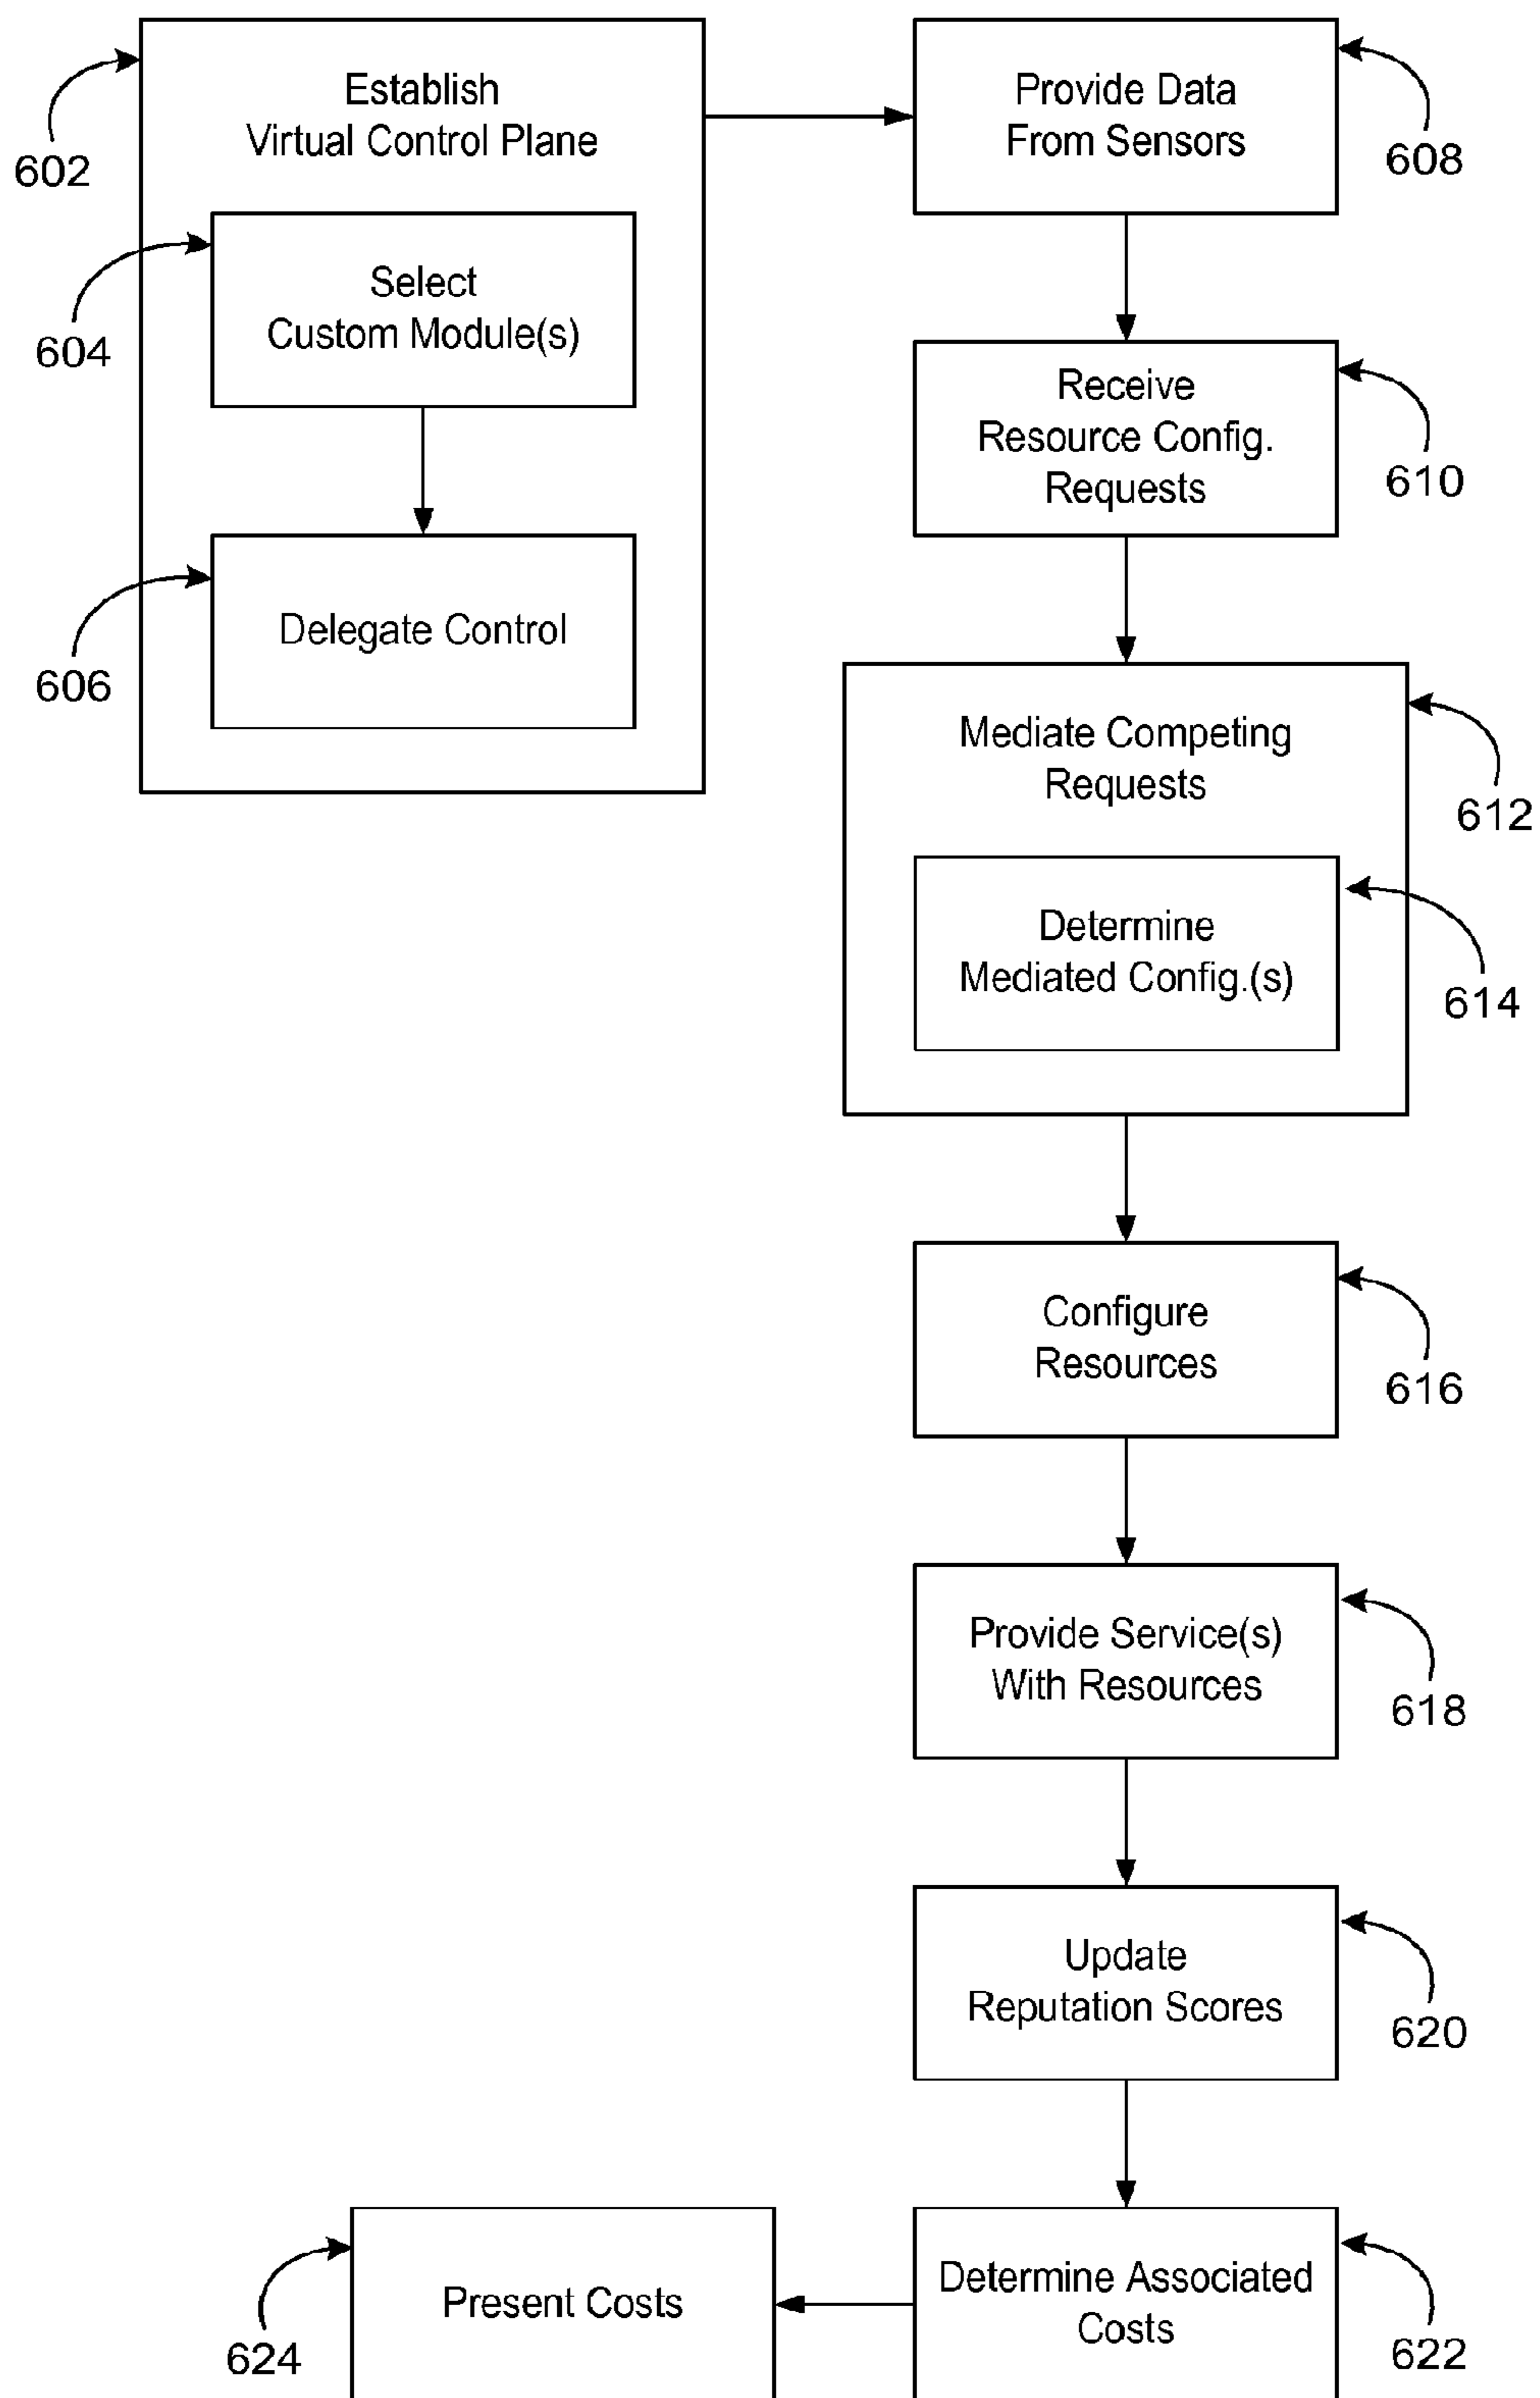 Establish
Virtual Control Plane
602
Select
Custom Module(s)
604
Delegate Control
606
Provide Data
From Sensors
608
Receive
Resource Config.
Requests
610
Mediate Competing
Requests
612
Determine
Mediated Config.(s)
614
Configure
Resources
616
Provide Service(s)
With Resources
618
Update
Reputation Scores
620
Determine Associated
Costs
622
Present Costs
624